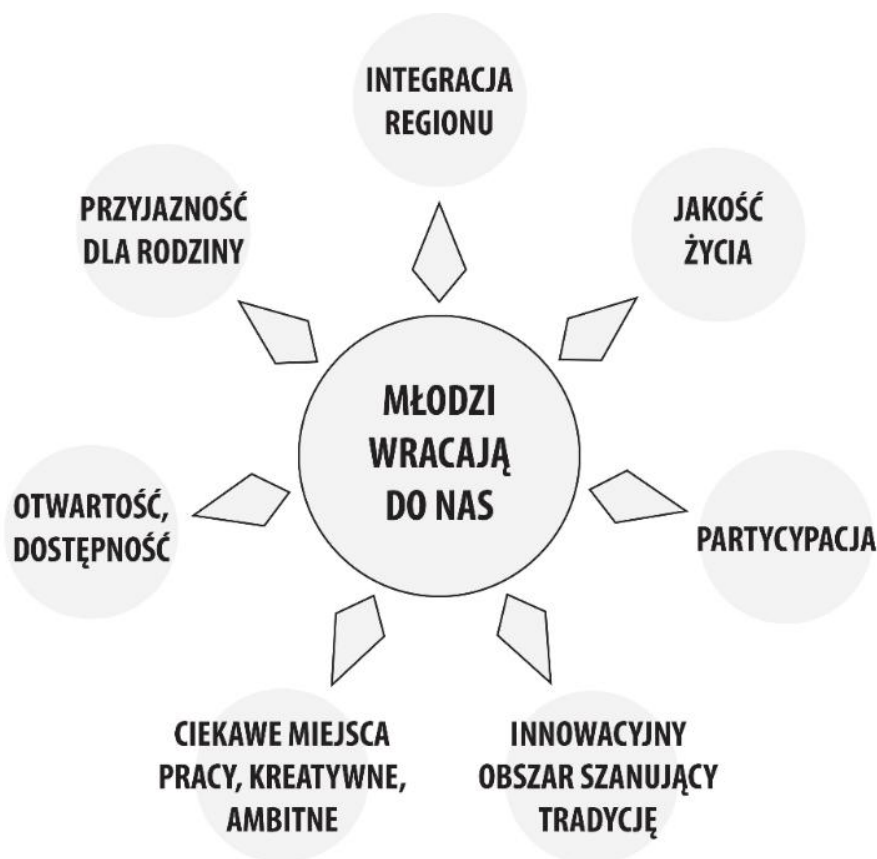 INTEGRACJA
REGIONU
PRZYJAZNOŚĆ
DLA RODZINY
JAKOŚĆ
ŻYCIA
MŁODZI
WRACAJĄ
DO NAS
OTWARTOŚĆ,
DOSTĘPNOŚĆ
PARTYCYPACJA
CIEKAWE MIEJSCA
PRACY, KREATYWNE,
AMBITNE
INNOWACYJNY
OBSZAR SZANUJĄCY
TRADYCJĘ